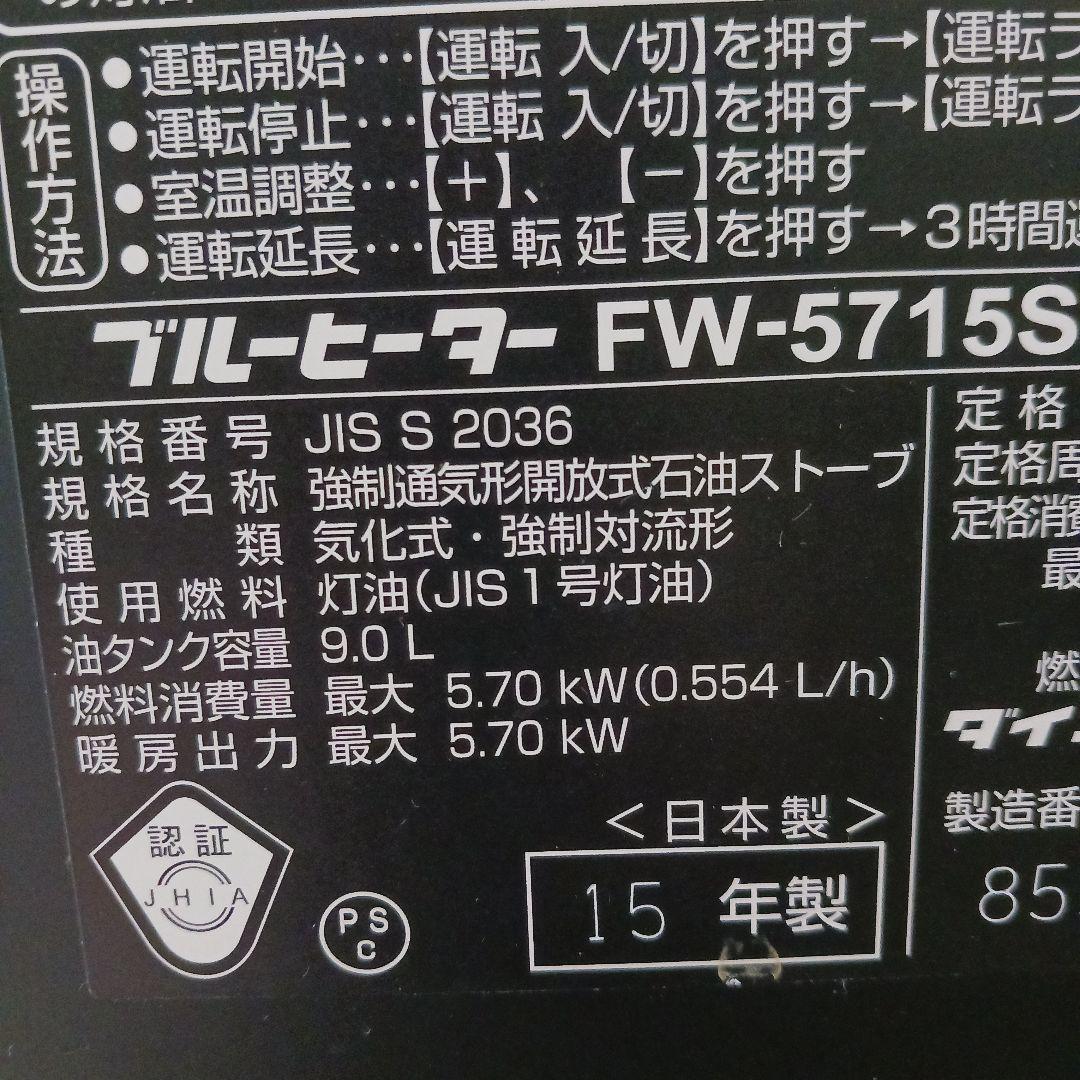 操作方法
●運転開始･･･【運転 入/切】を押す→【運転ラ
●運転停止･･･【運転 入/切】を押す→【運転ラ
●室温調整･･･【＋】、【－】を押す
●運転延長･･･【運転延長】を押す→3時間
ブルーヒーター FW-5715S
規格番号 JIS S 2036
規格名称 強制通気形開放式石油ストーブ
種類 気化式・強制対流形
使用燃料 灯油(JIS１号灯油)
油タンク容量 9.0 L
燃料消費量 最大 5.70 kW(0.554 L/h)
暖房出力 最大 5.70 kW
認証
JHIA
PS
C
＜日本製＞
15 年製
定格
定格周
定格消費
最
燃
ダイ
製造番
85